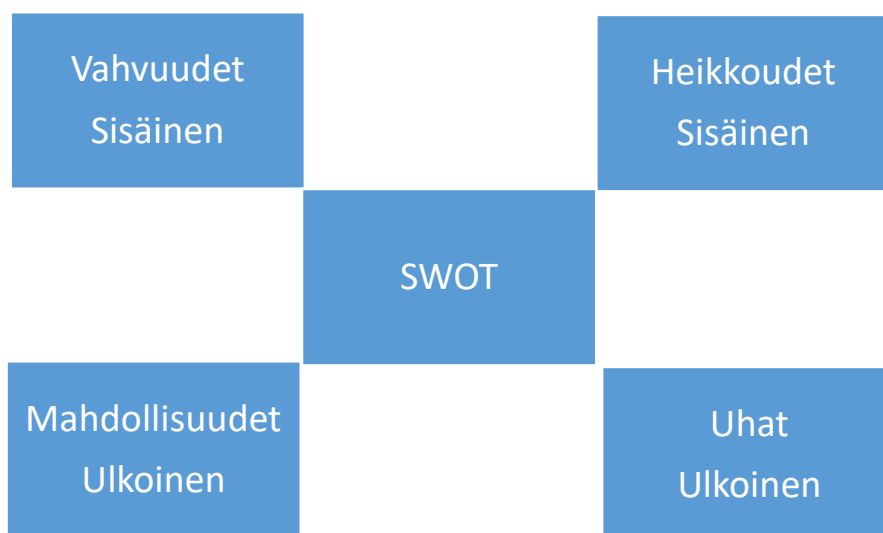 Vahvuudet
Sisäinen
Heikkoudet
Sisäinen
SWOT
Mahdollisuudet
Ulkoinen
Uhat
Ulkoinen